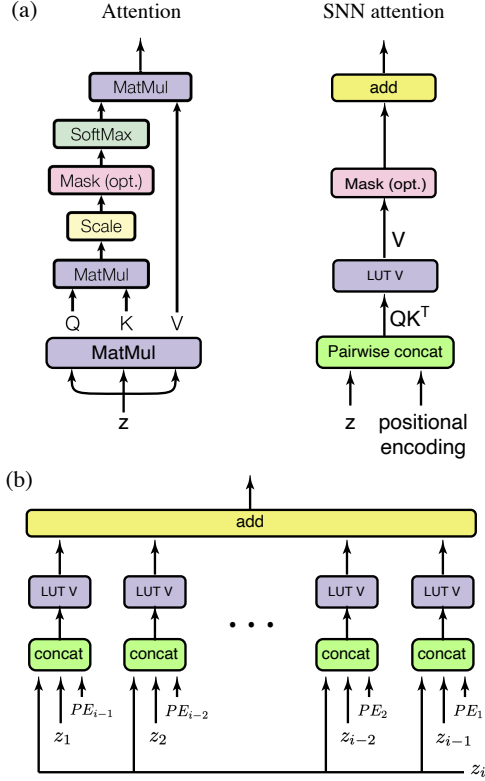 (a)
Attention
SNN attention
MatMul
SoftMax
Mask (opt.)
Scale
MatMul
Q K V
MatMul
z
add
Mask (opt.)
V
LUT V
QK^T
Pairwise concat
z
positional
encoding
(b)
add
LUT V LUT V LUT V LUT V
• • •
concat concat concat concat
PE_{i−1} PE_{i−2} PE_2 PE_1
z_1 z_2 z_{i−2} z_{i−1}
z_i